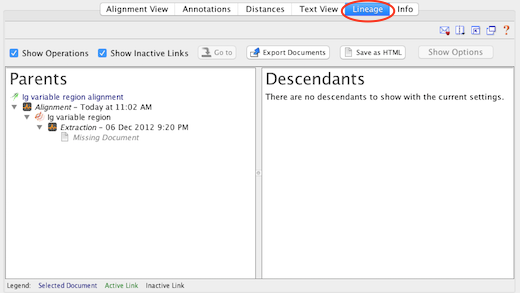 Alignment View Annotations Distances Text View Lineage Info
?
Show Operations Show Inactive Links Go to Export Documents Save as HTML Show Options
Parents
Ig variable region alignment
Alignment - Today at 11:02 AM
Ig variable region
Extraction - 06 Dec 2012 9:20 PM
Missing Document
Descendants
There are no descendants to show with the current settings.
Legend: Selected Document Active Link Inactive Link